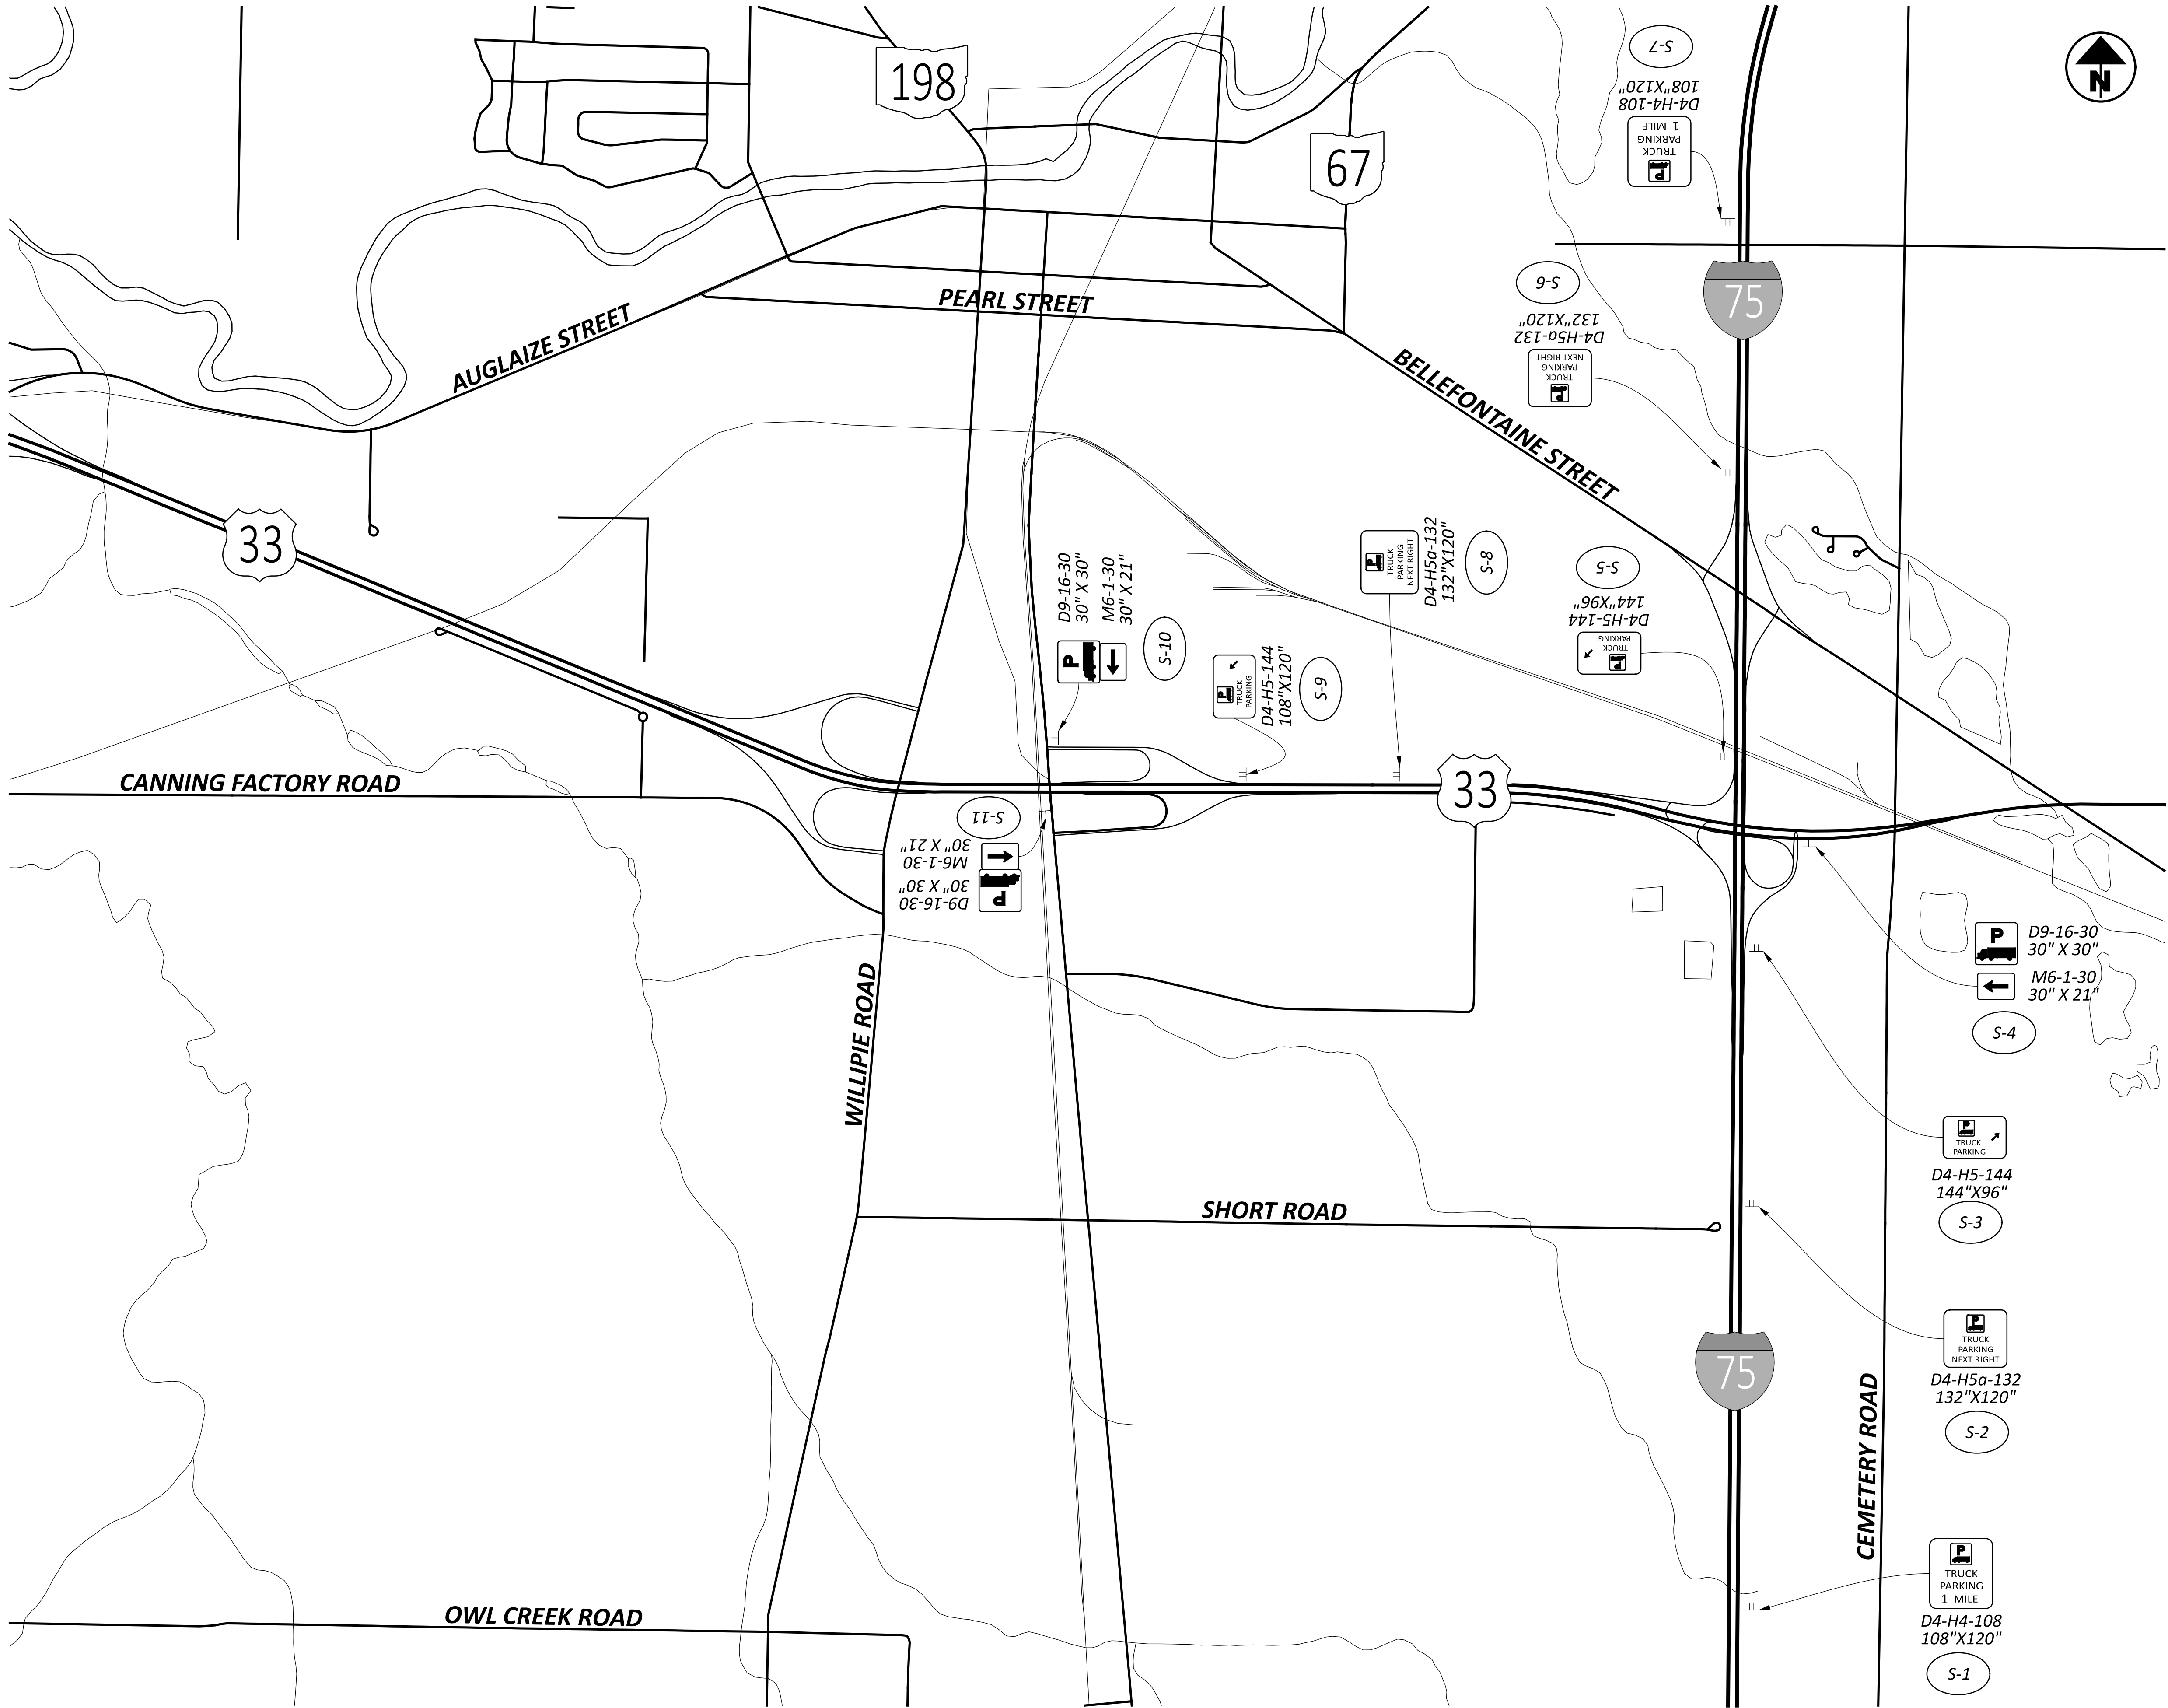 198
67
N
S-7
D4-H4-108
108"X120"
P
TRUCK
PARKING
1 MILE
75
S-6
D4-H5a-132
132"X120"
P
TRUCK
PARKING
NEXT RIGHT
AUGLAIZE STREET
PEARL STREET
BELLEFONTAINE STREET
33
D9-16-30
30" X 30"
M6-1-30
30" X 21"
P
S-10
P
TRUCK
PARKING
D4-H5-144
108"X120"
S-9
P
TRUCK
PARKING
NEXT RIGHT
D4-H5a-132
132"X120"
S-8
S-5
D4-H5-144
144"X96"
P
TRUCK
PARKING
CANNING FACTORY ROAD
33
S-11
D9-16-30
30" X 30"
M6-1-30
30" X 21"
P
P
D9-16-30
30" X 30"
M6-1-30
30" X 21"
S-4
WILLIPIE ROAD
P
TRUCK
PARKING
D4-H5-144
144"X96"
S-3
SHORT ROAD
P
TRUCK
PARKING
NEXT RIGHT
D4-H5a-132
132"X120"
S-2
75
CEMETERY ROAD
OWL CREEK ROAD
P
TRUCK
PARKING
1 MILE
D4-H4-108
108"X120"
S-1